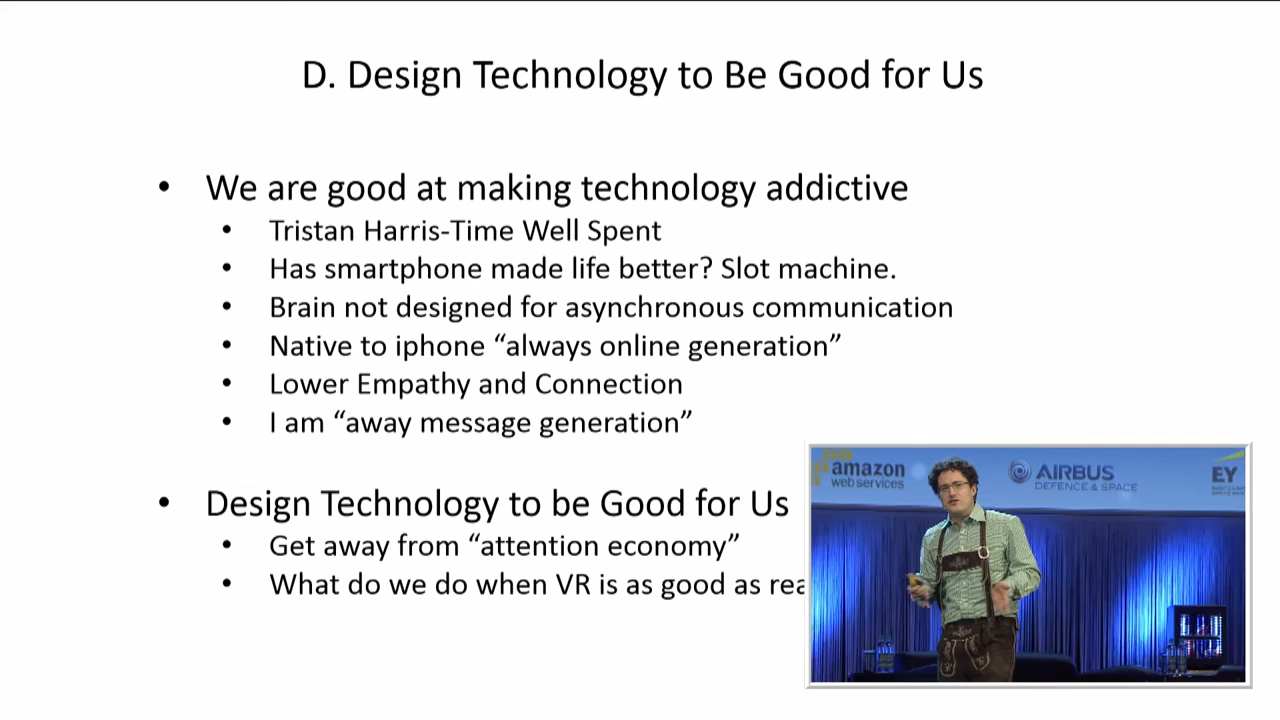 D. Design Technology to Be Good for Us
• We are good at making technology addictive
• Tristan Harris-Time Well Spent
• Has smartphone made life better? Slot machine.
• Brain not designed for asynchronous communication
• Native to iphone “always online generation”
• Lower Empathy and Connection
• I am “away message generation”
• Design Technology to be Good for Us
• Get away from “attention economy”
• What do we do when VR is as good as rea
amazon
web services
AIRBUS
DEFENCE & SPACE
EY